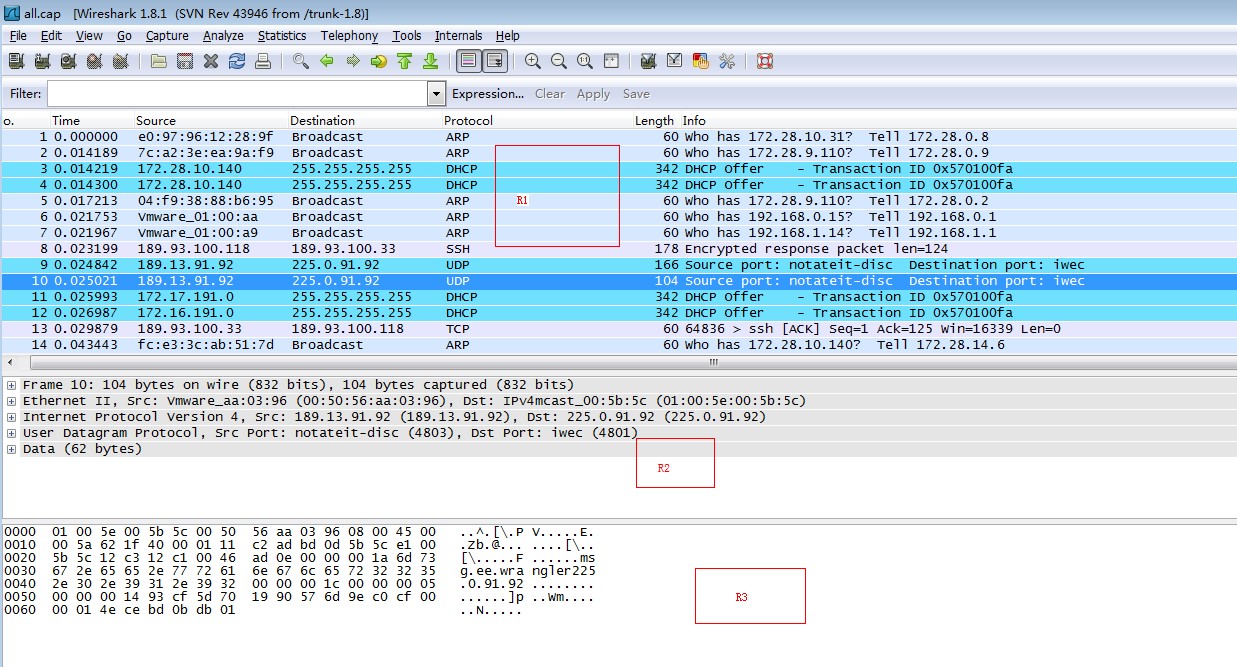 all.cap   [Wireshark 1.8.1  (SVN Rev 43946 from /trunk-1.8)]
File Edit View Go Capture Analyze Statistics Telephony Tools Internals Help
Filter: Expression... Clear Apply Save
o. Time Source Destination Protocol Length Info
1 0.000000 e0:97:96:12:28:9f Broadcast ARP 60 Who has 172.28.10.31?  Tell 172.28.0.8
2 0.014189 7c:a2:3e:ea:9a:f9 Broadcast ARP 60 Who has 172.28.9.110?  Tell 172.28.0.9
3 0.014219 172.28.10.140 255.255.255.255 DHCP 342 DHCP Offer    - Transaction ID 0x570100fa
4 0.014300 172.28.10.140 255.255.255.255 DHCP 342 DHCP Offer    - Transaction ID 0x570100fa
5 0.017213 04:f9:38:88:b6:95 Broadcast ARP R1 60 Who has 172.28.9.110?  Tell 172.28.0.2
6 0.021753 Vmware_01:00:aa Broadcast ARP 60 Who has 192.168.0.15?  Tell 192.168.0.1
7 0.021967 Vmware_01:00:a9 Broadcast ARP 60 Who has 192.168.1.14?  Tell 192.168.1.1
8 0.023199 189.93.100.118 189.93.100.33 SSH 178 Encrypted response packet len=124
9 0.024842 189.13.91.92 225.0.91.92 UDP 166 Source port: notateit-disc  Destination port: iwec
10 0.025021 189.13.91.92 225.0.91.92 UDP 104 Source port: notateit-disc  Destination port: iwec
11 0.025993 172.17.191.0 255.255.255.255 DHCP 342 DHCP Offer    - Transaction ID 0x570100fa
12 0.026987 172.16.191.0 255.255.255.255 DHCP 342 DHCP Offer    - Transaction ID 0x570100fa
13 0.029879 189.93.100.33 189.93.100.118 TCP 60 64836 > ssh [ACK] Seq=1 Ack=125 Win=16339 Len=0
14 0.043443 fc:e3:3c:ab:51:7d Broadcast ARP 60 Who has 172.28.10.140?  Tell 172.28.14.6
Frame 10: 104 bytes on wire (832 bits), 104 bytes captured (832 bits)
Ethernet II, Src: Vmware_aa:03:96 (00:50:56:aa:03:96), Dst: IPv4mcast_00:5b:5c (01:00:5e:00:5b:5c)
Internet Protocol Version 4, Src: 189.13.91.92 (189.13.91.92), Dst: 225.0.91.92 (225.0.91.92)
User Datagram Protocol, Src Port: notateit-disc (4803), Dst Port: iwec (4801)
Data (62 bytes)
R2
0000  01 00 5e 00 5b 5c 00 50  56 aa 03 96 08 00 45 00   ..^.[\.P V.....E.
0010  00 5a 62 1f 40 00 01 11  c2 ad bd 0d 5b 5c e1 00   .Zb.@... ....[\..
0020  5b 5c 12 c3 12 c1 00 46  ad 0e 00 00 00 1a 6d 73   [\.....F ......ms
0030  67 2e 65 65 2e 77 72 61  6e 67 6c 65 72 32 32 35   g.ee.wra ngler225
0040  2e 30 2e 39 31 2e 39 32  00 00 00 1c 00 00 00 05   .0.91.92 ........
0050  00 00 00 14 93 cf 5d 70  19 90 57 6d 9e c0 cf 00   ......]p ..Wm....
0060  00 01 4e ce bd 0b db 01                            ..N.....
R3